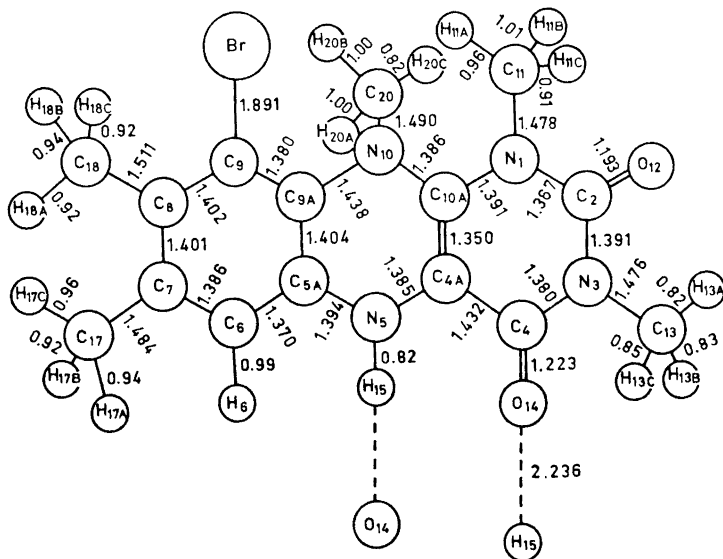 H11B
H11A
1.01
H20B
H20C
1.00
0.82
0.96
C11
H11C
0.91
Br
H18B
H18C
C20
1.00
1.490
1.891
1.478
0.94
0.92
H20A
C18
1.511
C9
1.380
N10
1.386
N1
1.193
O12
0.92
H18A
C8
1.402
C9A
1.438
C10A
1.391
1.367
C2
1.401
1.404
1.350
1.391
H17C
0.96
C7
1.386
C5A
1.385
C4A
N3
1.476
H13A
0.92
C17
1.484
C6
1.370
1.394
N5
1.432
C4
1.380
0.82
C13
0.83
H17B
0.94
0.99
0.82
1.223
0.85
H13C
H13B
H17A
H6
H15
O14
2.236
O14
H15